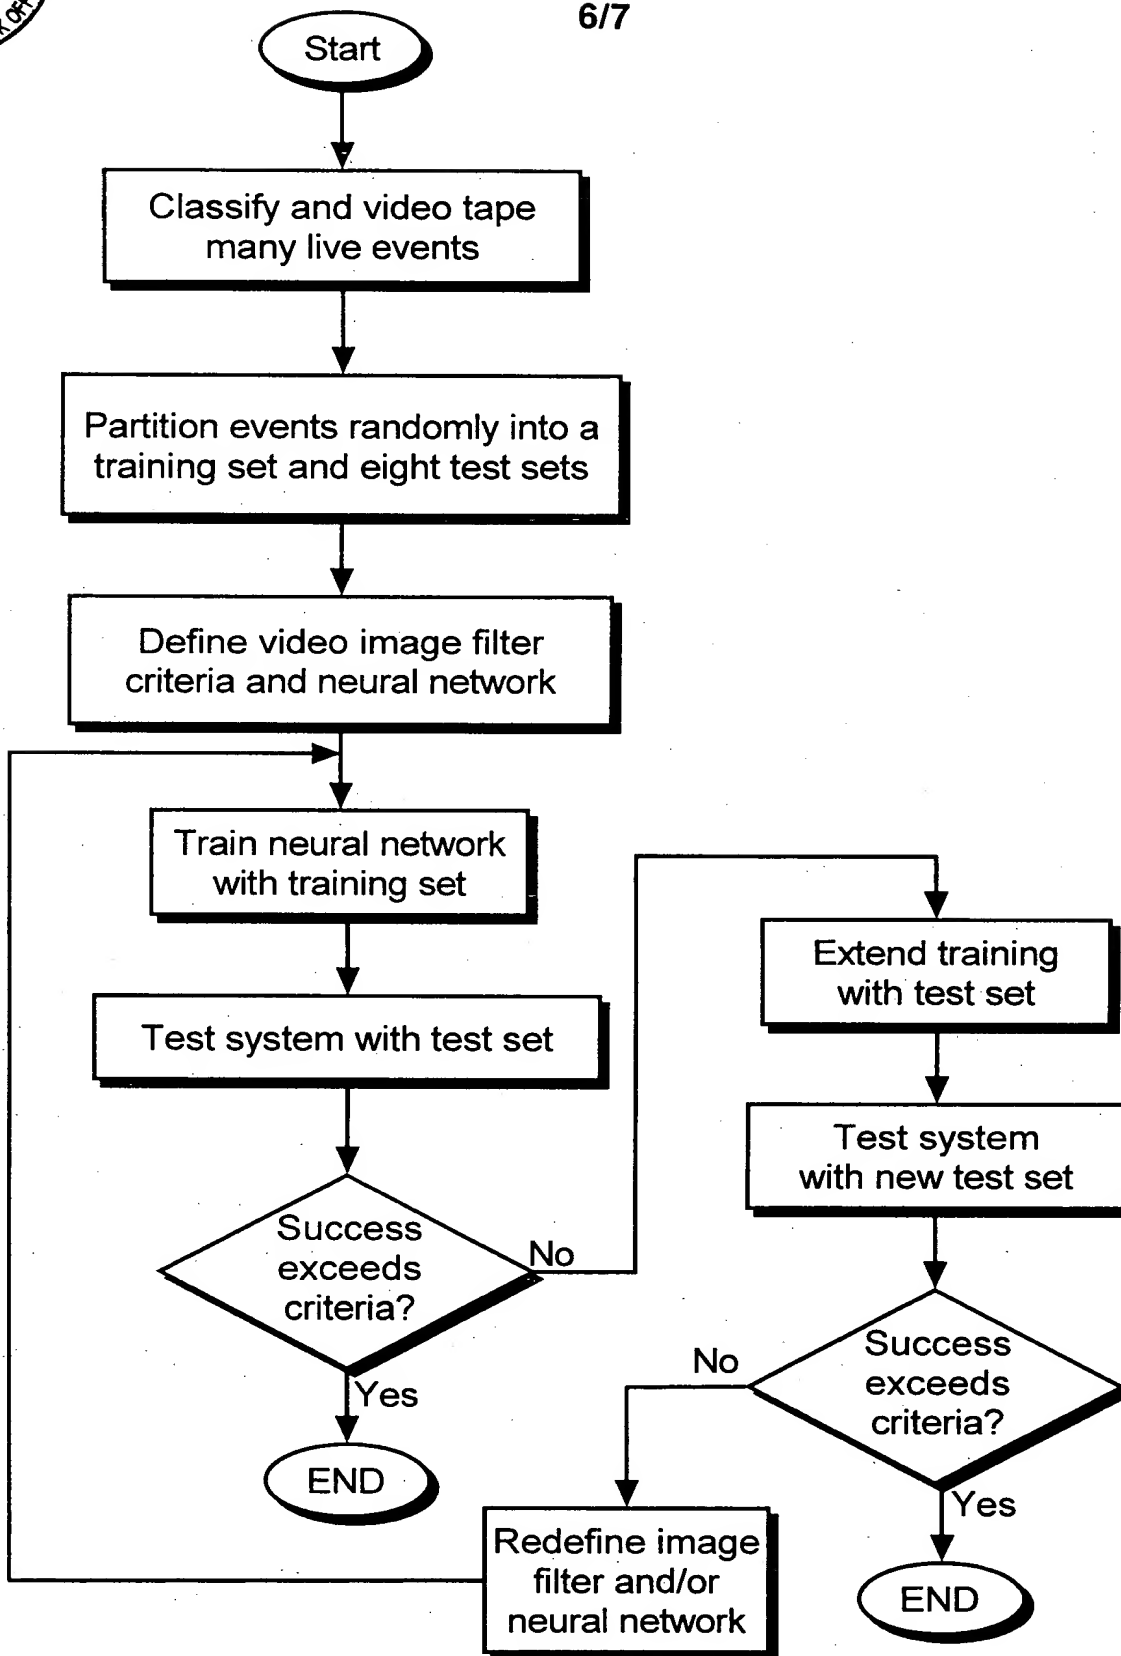 6/7
Start
Classify and video tape
many live events
Partition events randomly into a
training set and eight test sets
Define video image filter
criteria and neural network
Train neural network
with training set
Test system with test set
Success
exceeds
criteria?
No
Yes
END
Extend training
with test set
Test system
with new test set
Success
exceeds
criteria?
No
Yes
END
Redefine image
filter and/or
neural network